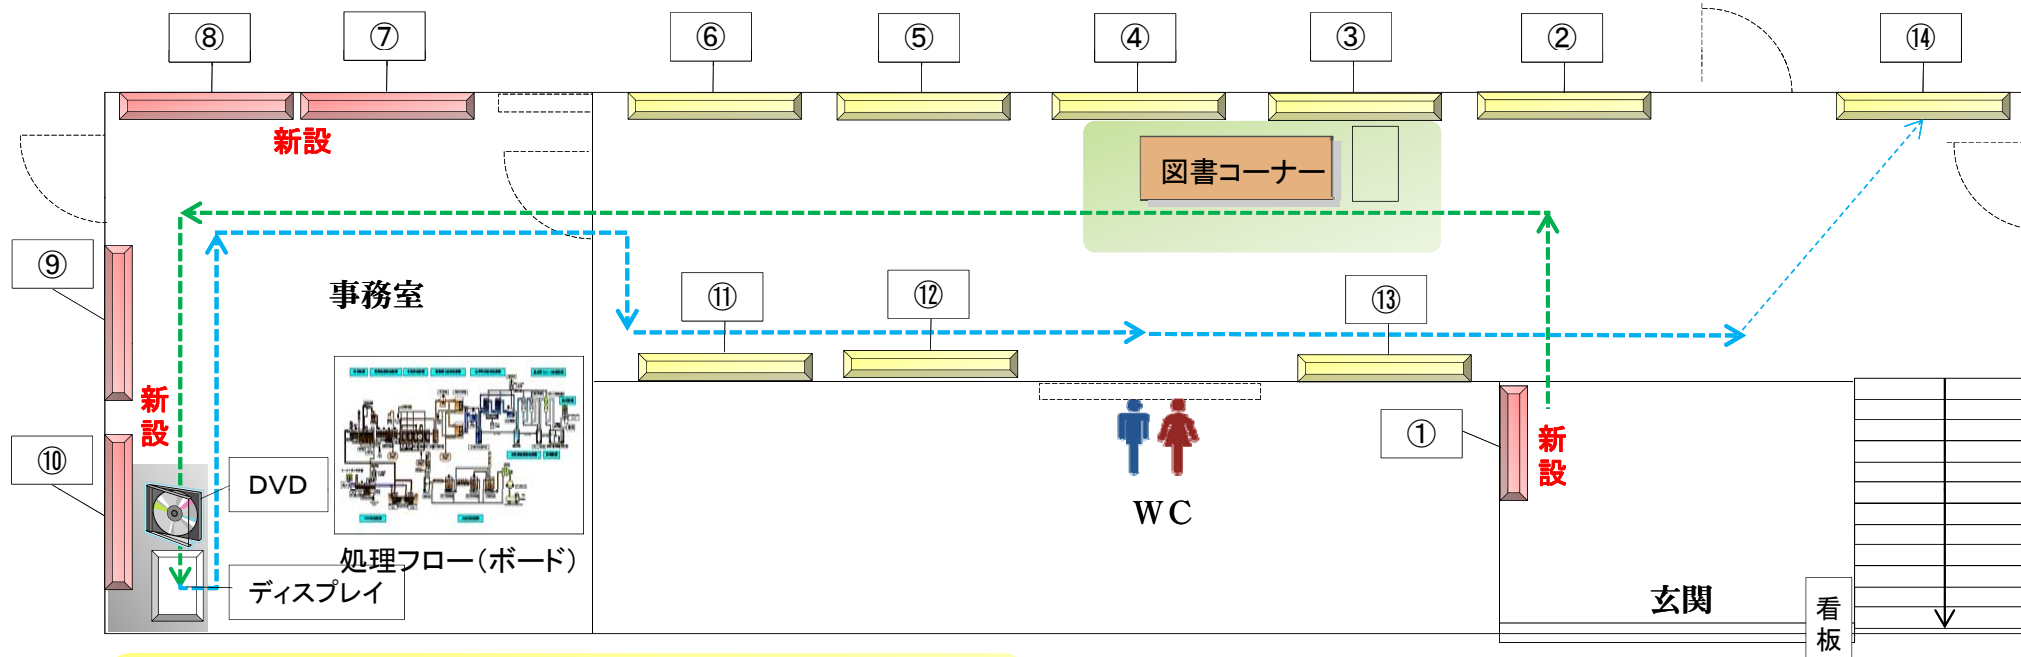 ⑧
⑦
⑥
⑤
④
③
②
⑭
新設
図書コーナー
⑨
事務室
⑪
⑫
⑬
新設
⑩
DVD
①
新設
WC
処理フロー(ボード)
ディスプレイ
玄関
看板